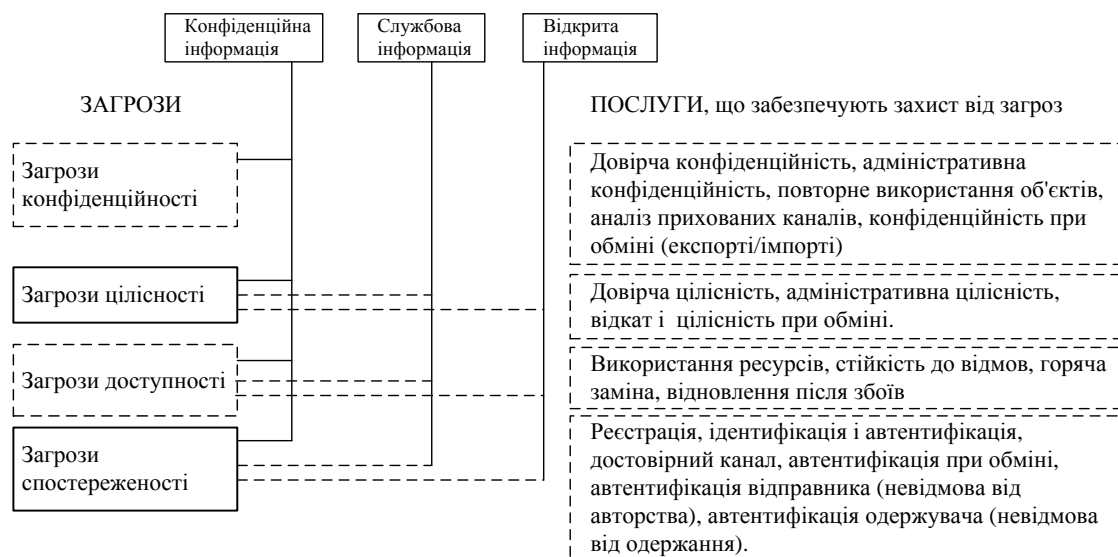 Конфіденційна
інформація
Службова
інформація
Відкрита
інформація
ЗАГРОЗИ
ПОСЛУГИ, що забезпечують захист від загроз
Загрози
конфіденційності
Довірча конфіденційність, адміністративна
конфіденційність, повторне використання об'єктів,
аналіз прихованих каналів, конфіденційність при
обміні (експорті/імпорті)
Загрози цілісності
Довірча цілісність, адміністративна цілісність,
відкат і цілісність при обміні.
Загрози доступності
Використання ресурсів, стійкість до відмов, горяча
заміна, відновлення після збоїв
Загрози
спостереженості
Реєстрація, ідентифікація і автентифікація,
достовірний канал, автентифікація при обміні,
автентифікація відправника (невідмова від
авторства), автентифікація одержувача (невідмова
від одержання).